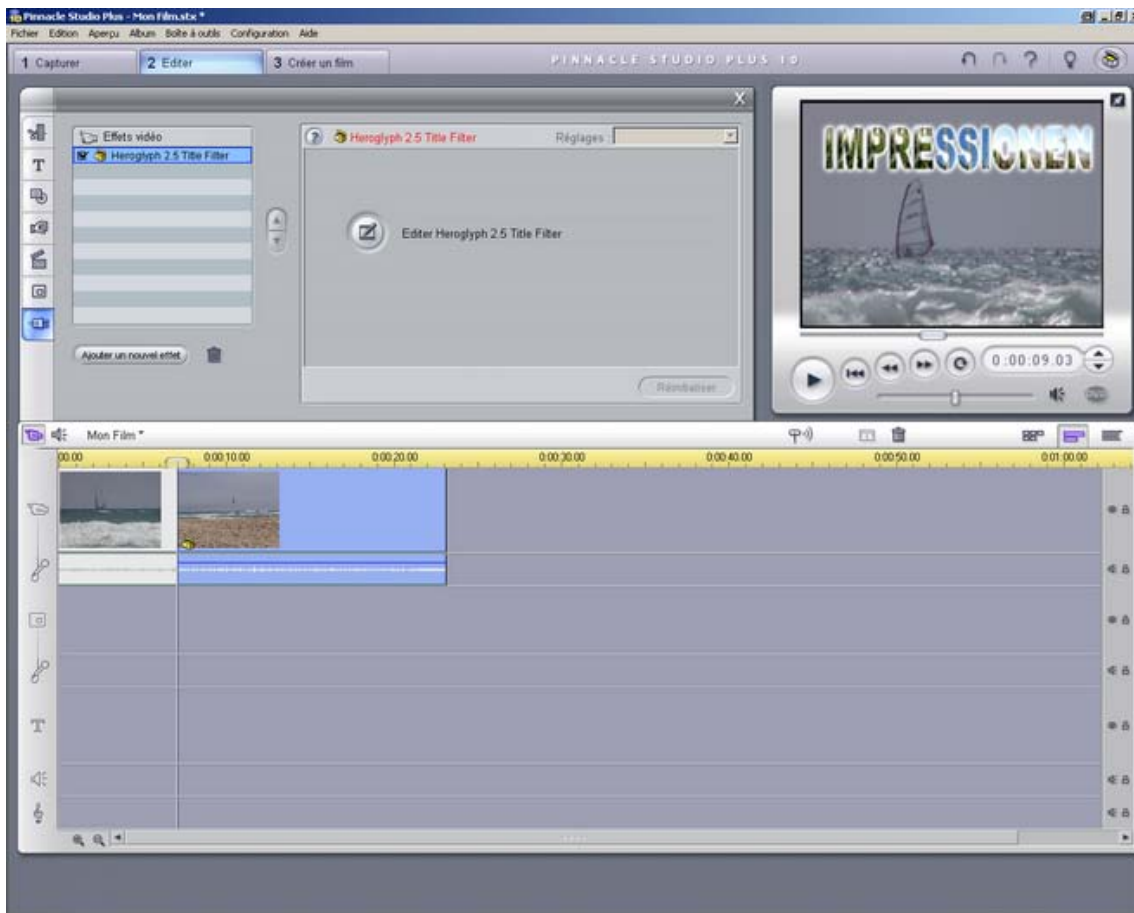 Pinnacle Studio Plus - Mon Film.stx *
Fichier Edition Aperçu Album Boîte à outils Configuration Aide
1 Capturer 2 Editer 3 Créer un film
PINNACLE STUDIO PLUS 10
Effets vidéo
Heroglyph 2.5 Title Filter
Heroglyph 2.5 Title Filter
Réglages :
Editer Heroglyph 2.5 Title Filter
Ajouter un nouvel effet
Réinitialiser
IMPRESSIONEN
0:00:09.03
Mon Film *
00.00 0:00:10.00 0:00:20.00 0:00:30.00 0:00:40.00 0:00:50.00 0:01:00.00
T
T